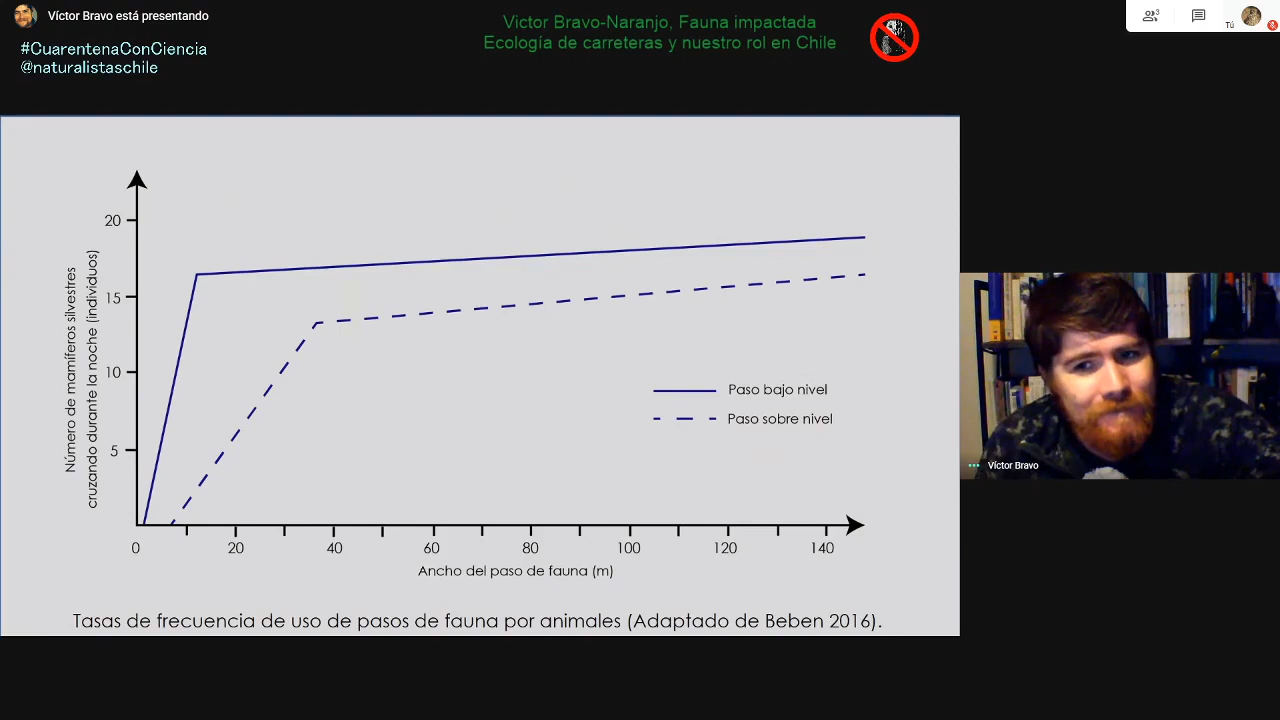 Víctor Bravo está presentando
#CuarentenaConCiencia
@naturalistaschile
Victor Bravo-Naranjo, Fauna impactada
Ecología de carreteras y nuestro rol en Chile
3
Tú
20
15
10
5
Número de mamíferos silvestres
cruzando durante la noche (individuos)
Paso bajo nivel
Paso sobre nivel
0 20 40 60 80 100 120 140
Ancho del paso de fauna (m)
Tasas de frecuencia de uso de pasos de fauna por animales (Adaptado de Beben 2016).
Víctor Bravo